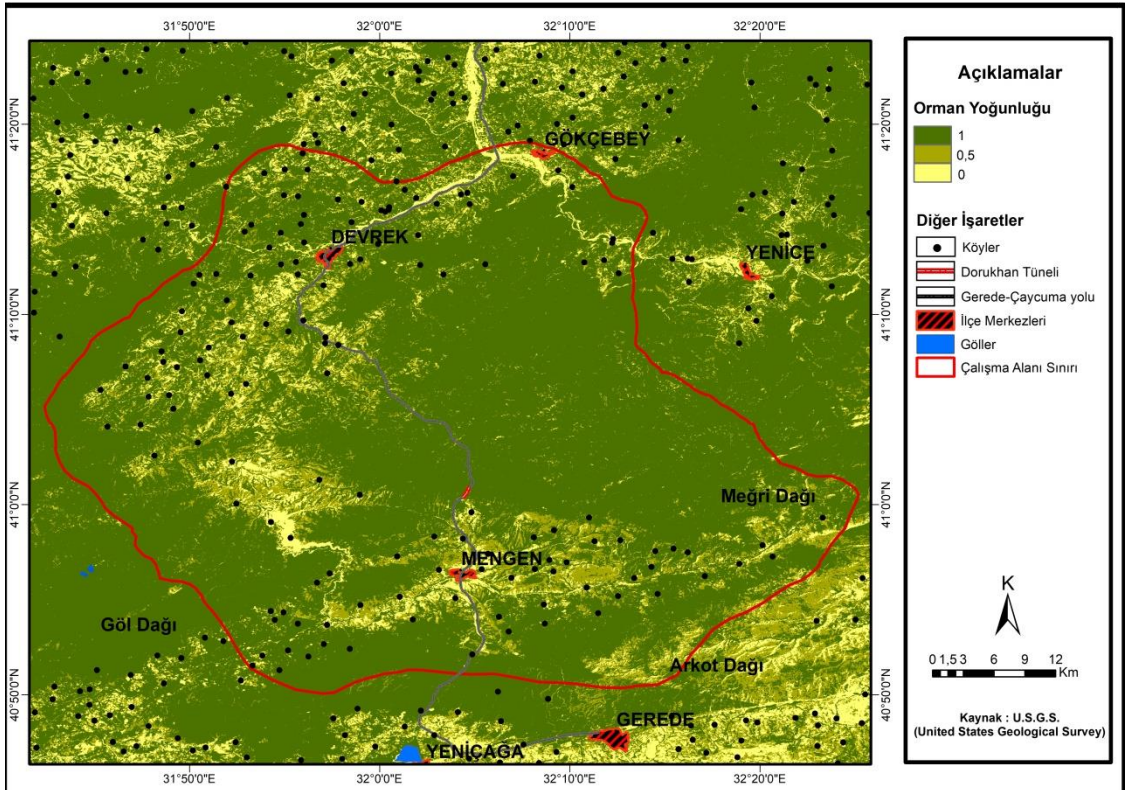 31°50'0"E
32°0'0"E
32°10'0"E
32°20'0"E
41°20'0"N
41°10'0"N
41°0'0"N
40°50'0"N
GÖKÇEBEY
DEVREK
YENİCE
Meğri Dağı
MENGEN
Göl Dağı
Arkot Dağı
GEREDE
YENİÇAGA
41°20'0"N
41°10'0"N
41°0'0"N
40°50'0"N
31°50'0"E
32°0'0"E
32°10'0"E
32°20'0"E
Açıklamalar
Orman Yoğunluğu
1
0,5
0
Diğer İşaretler
Köyler
Dorukhan Tüneli
Gerede-Çaycuma yolu
İlçe Merkezleri
Göller
Çalışma Alanı Sınırı
K
0 1,5 3 6 9 12
Km
Kaynak : U.S.G.S.
(United States Geological Survey)